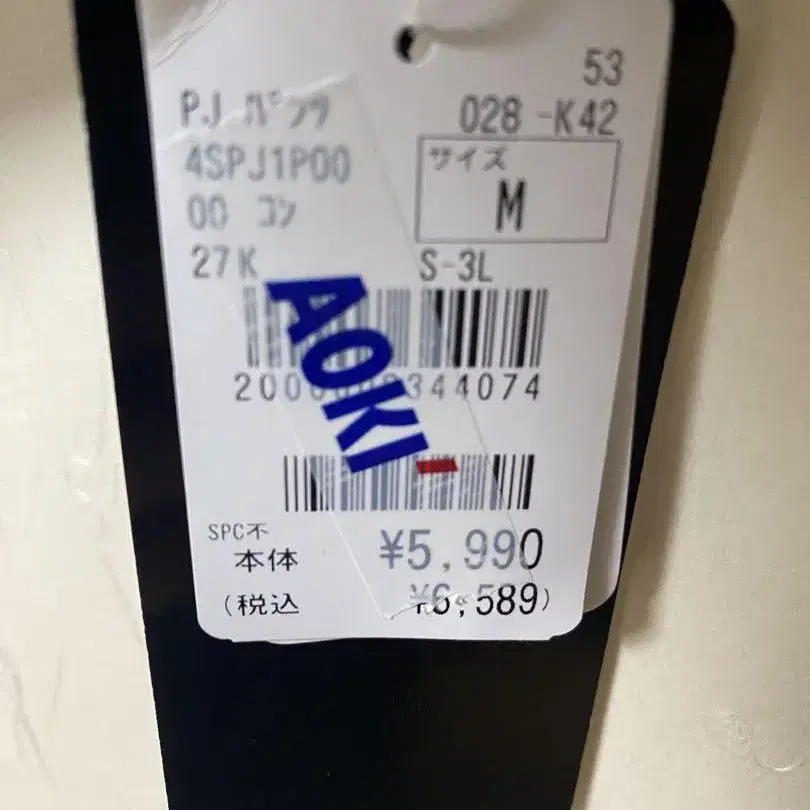 53
PJ パンツ 028 -K42
4SPJ1P00 サイズ
00 コン M
27K S-3L
AOKI
344074
SPC不
本体 ¥5,990
(税込 ¥6,589)